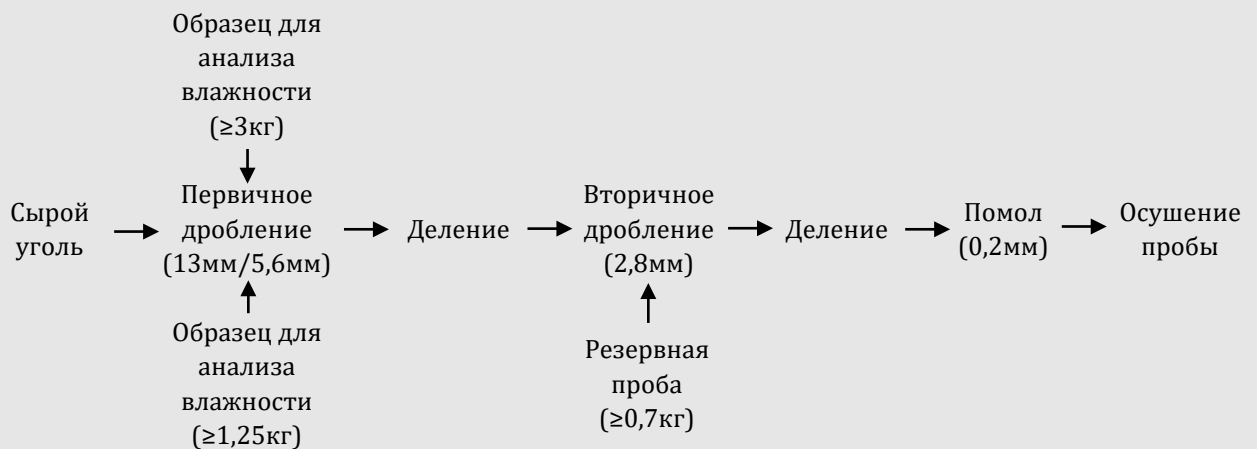 Образец для
анализа
влажности
(≥3кг)
Сырой
уголь
Первичное
дробление
(13мм/5,6мм)
Деление
Вторичное
дробление
(2,8мм)
Деление
Помол
(0,2мм)
Осушение
пробы
Образец для
анализа
влажности
(≥1,25кг)
Резервная
проба
(≥0,7кг)